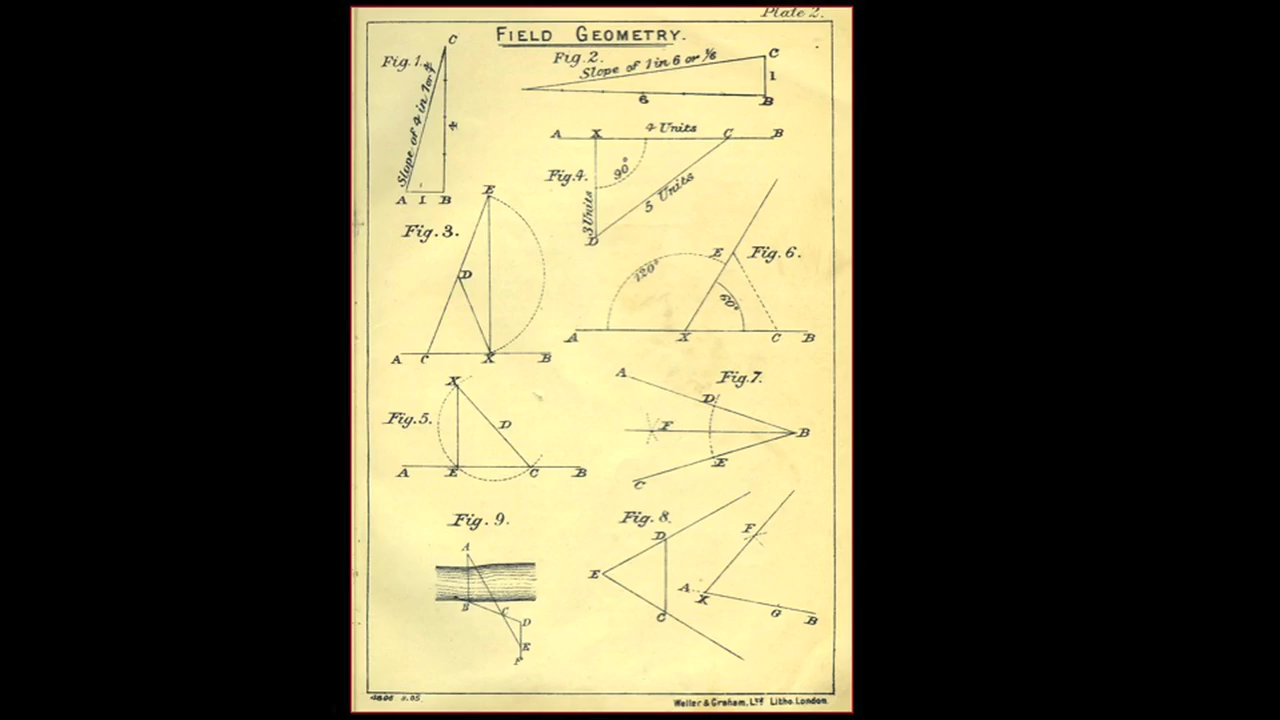 Plate 2.
FIELD GEOMETRY.
Fig. 1.
C
Slope of 4 in 1 or 4/1
4
A 1 B
Fig. 2.
Slope of 1 in 6 or 1/6
C
1
6
B
A X 4 Units C B
Fig. 4.
90°
3 Units
5 Units
D
Fig. 3.
E
D
A C X B
Fig. 6.
E
120°
60°
A X C B
Fig. 5.
X
D
A E C B
Fig. 7.
A
D
F
B
E
C
Fig. 9.
A
B
C
D
E
F
Fig. 8.
D
E
C
F
A
X
G
B
Weller & Graham, Ltd Litho. London.